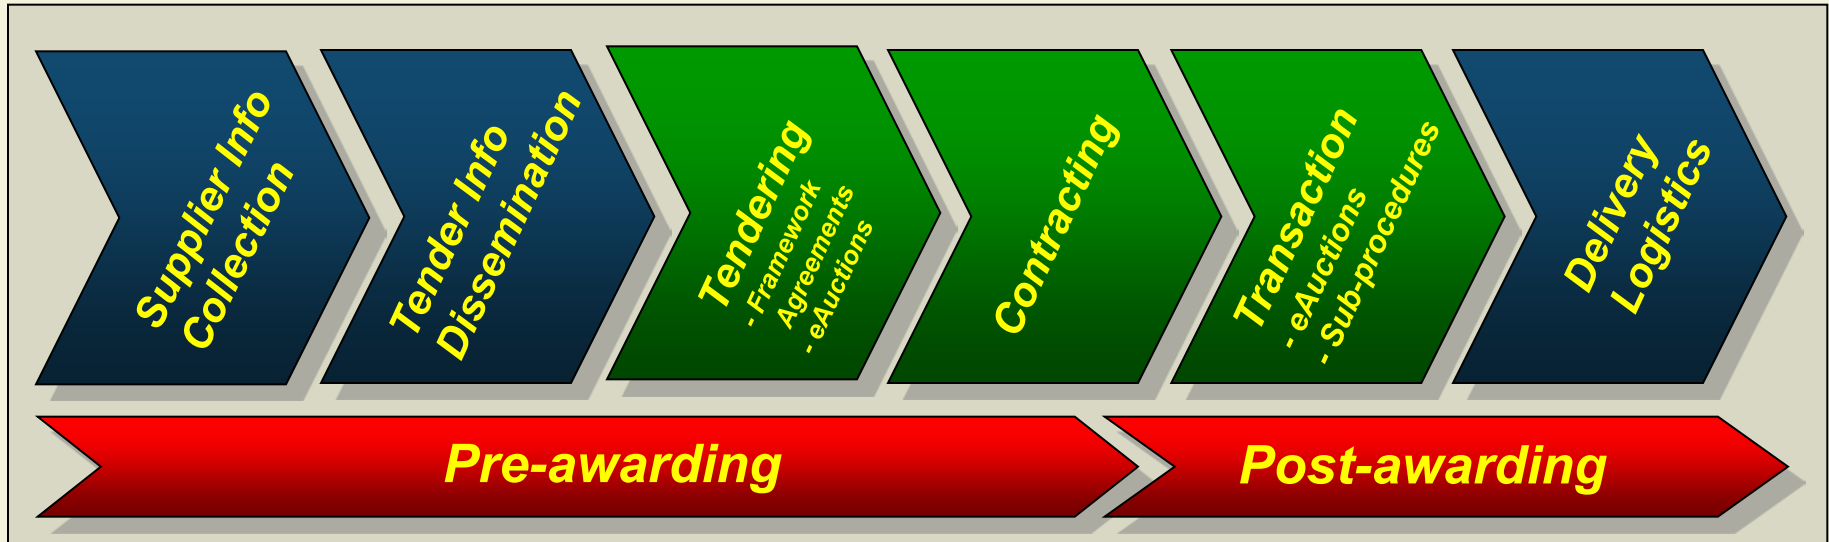 Supplier Info
Collection
Tender Info
Dissemination
Tendering
- Framework
Agreements
- eAuctions
Contracting
Transaction
- eAuctions
- Sub-procedures
Delivery
Logistics
Pre-awarding
Post-awarding